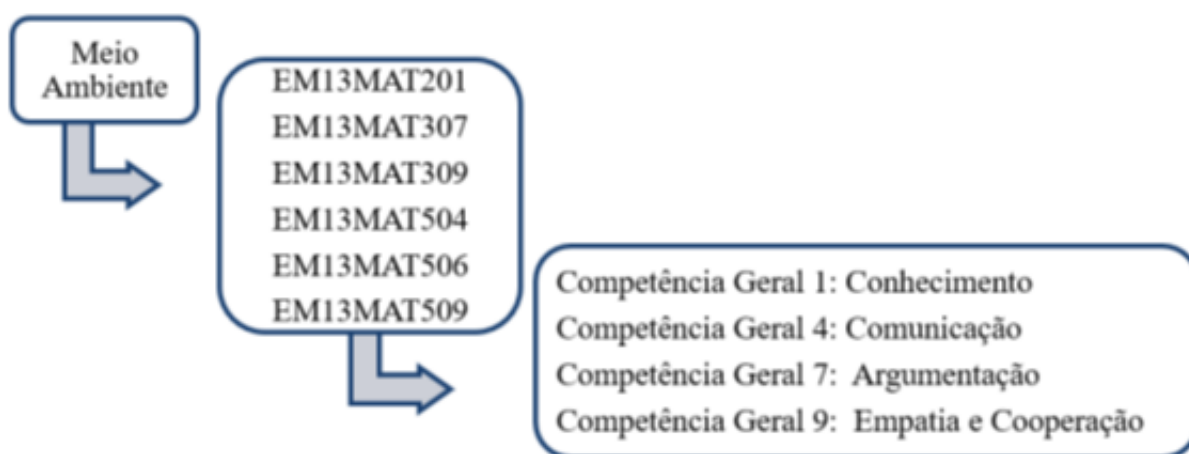 Meio
Ambiente
EM13MAT201
EM13MAT307
EM13MAT309
EM13MAT504
EM13MAT506
EM13MAT509
Competência Geral 1: Conhecimento
Competência Geral 4: Comunicação
Competência Geral 7: Argumentação
Competência Geral 9: Empatia e Cooperação